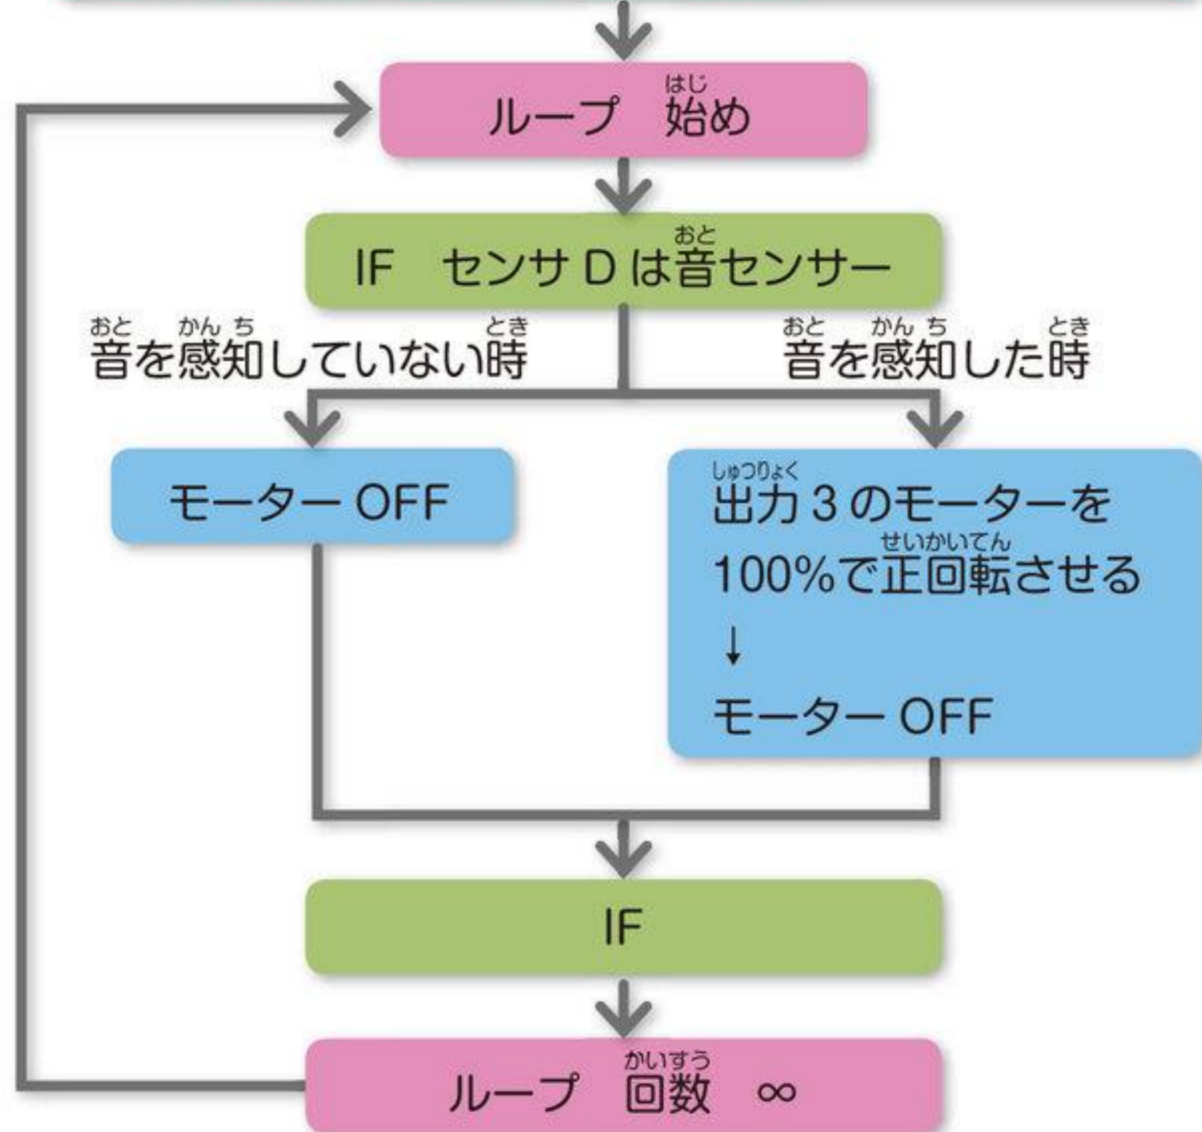 ループ　始め
はじ
IF　センサ D は音センサー
おと
音を感知していない時
おと かん ち とき
音を感知した時
おと かん ち とき
モーター OFF
出力 3 のモーターを
しゅつりょく
100%で正回転させる
せいかいてん
↓
モーター OFF
IF
ループ　回数　∞
かいすう